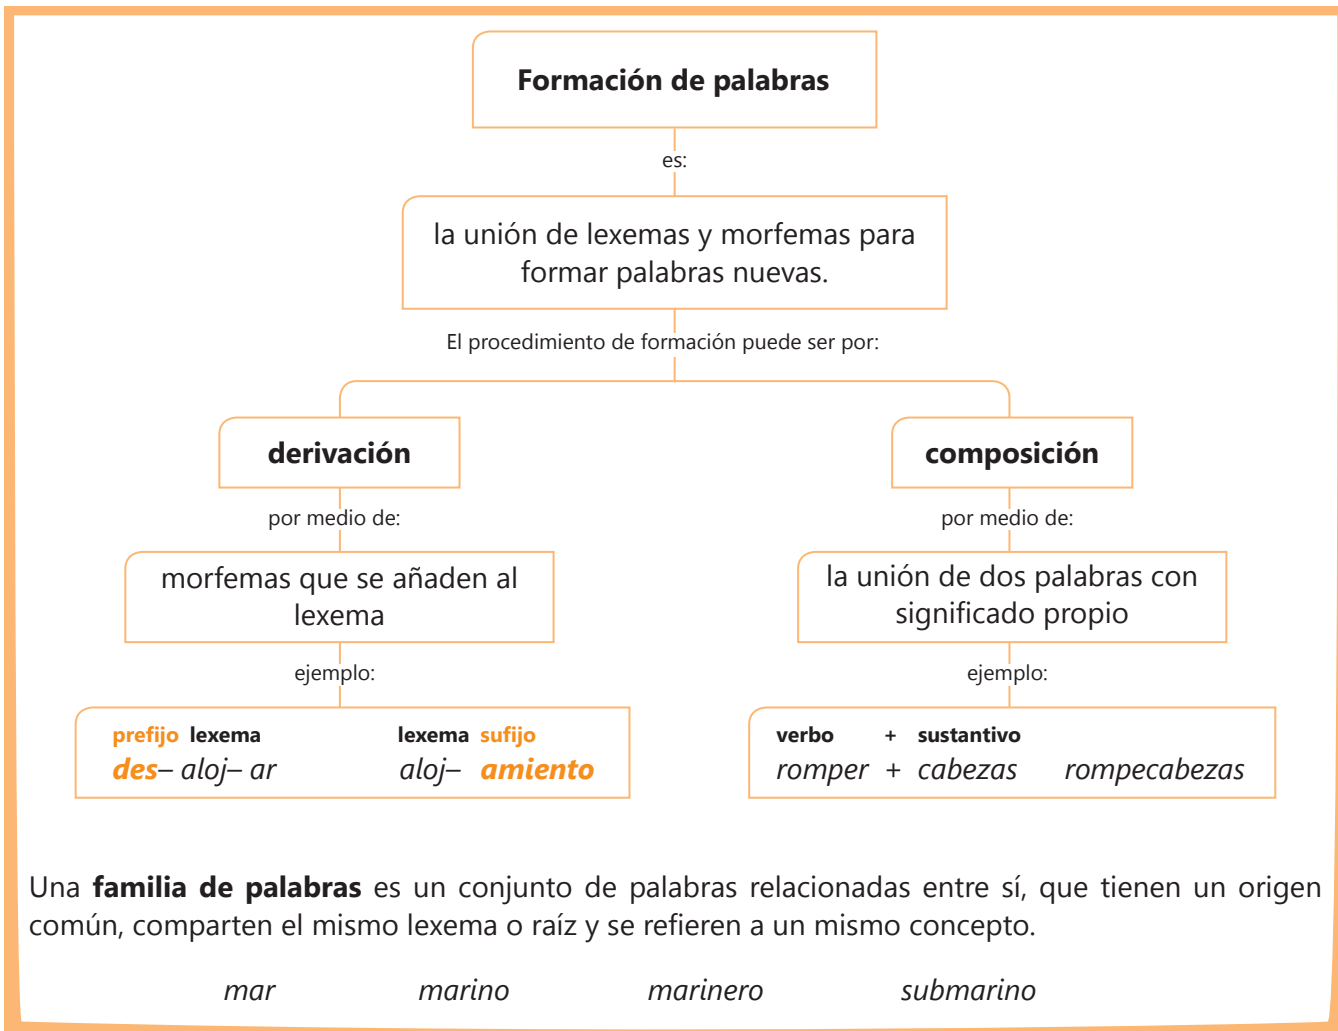 Formación de palabras
es:
la unión de lexemas y morfemas para
formar palabras nuevas.
El procedimiento de formación puede ser por:
derivación
por medio de:
morfemas que se añaden al
lexema
ejemplo:
prefijo lexema lexema sufijo
des– aloj– ar aloj– amiento
composición
por medio de:
la unión de dos palabras con
significado propio
ejemplo:
verbo + sustantivo
romper + cabezas rompecabezas
Una familia de palabras es un conjunto de palabras relacionadas entre sí, que tienen un origen
común, comparten el mismo lexema o raíz y se refieren a un mismo concepto.
mar marino marinero submarino